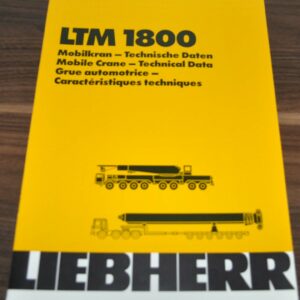 LTM 1800
Mobilkran – Technische Daten
Mobile Crane – Technical Data
Grue automotrice –
Caractéristiques techniques
LIEBHERR